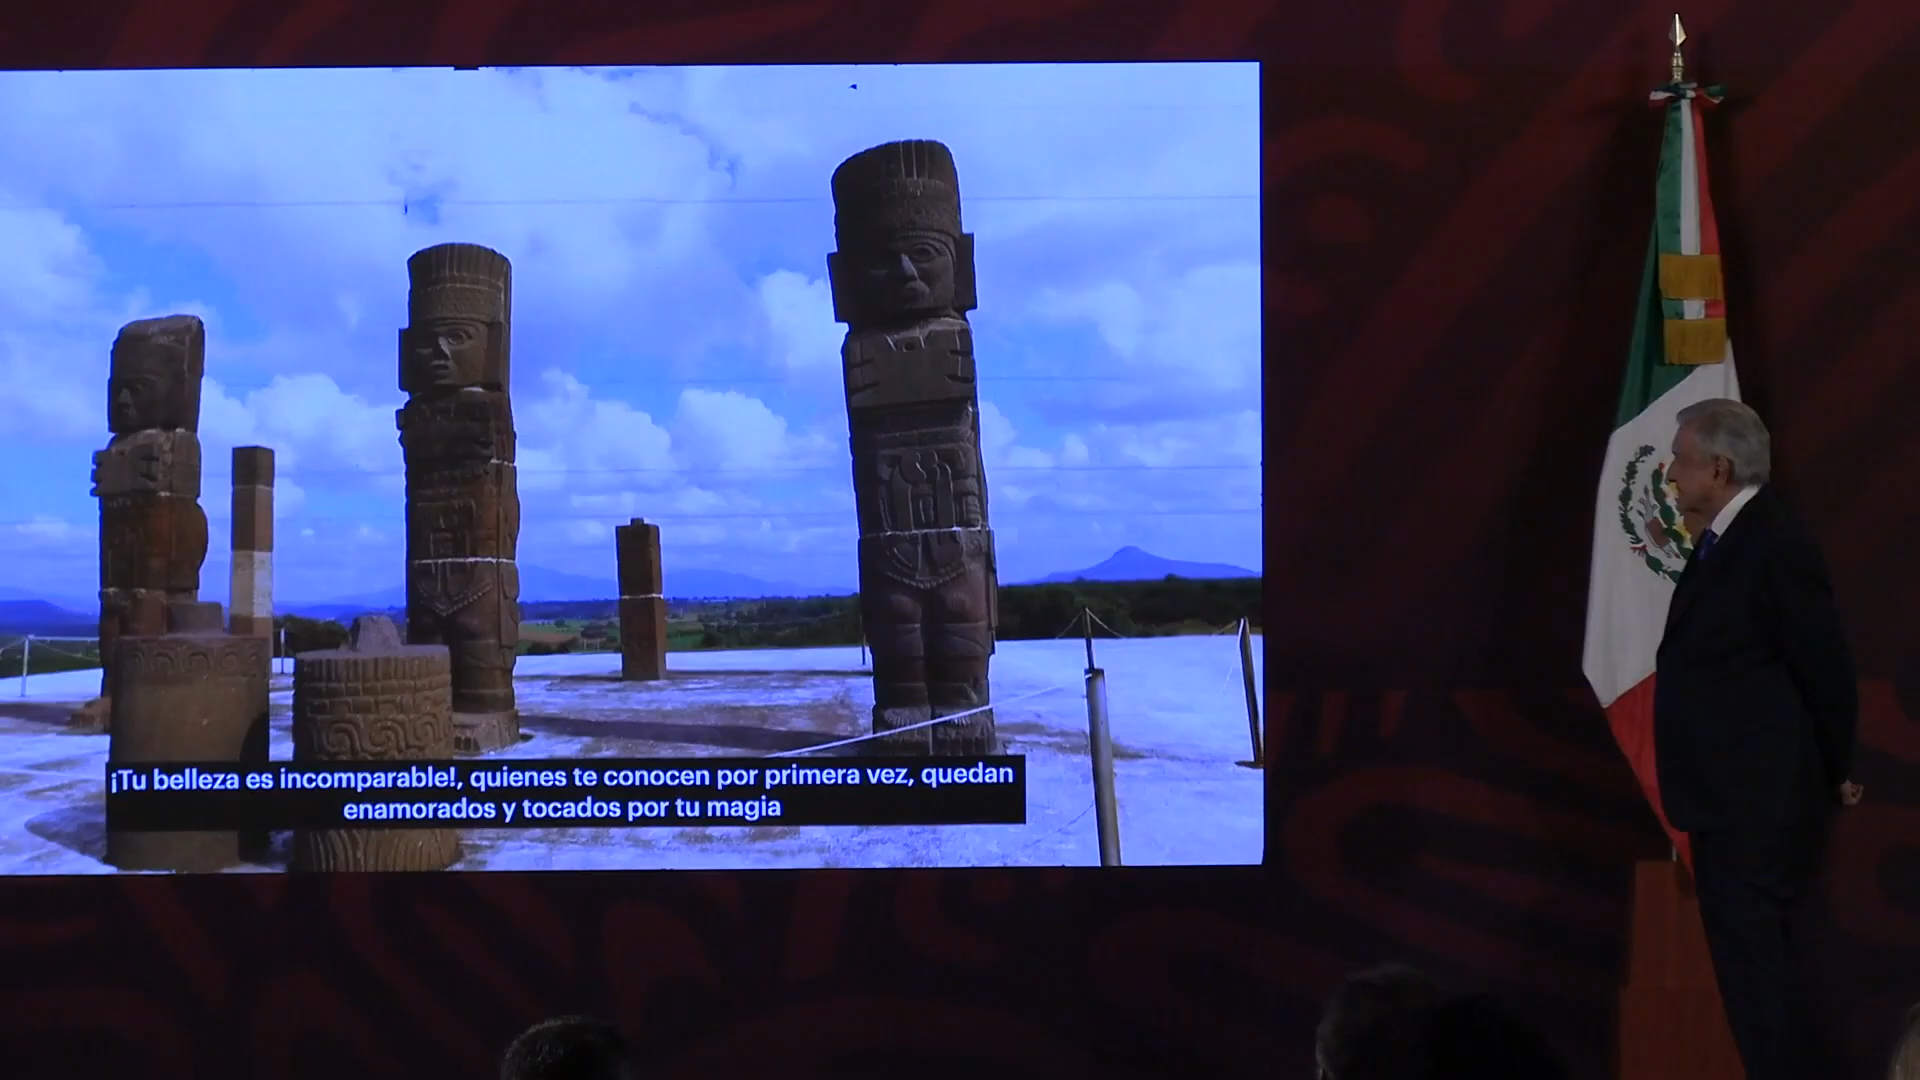 ¡Tu belleza es incomparable!, quienes te conocen por primera vez, quedan
enamorados y tocados por tu magia